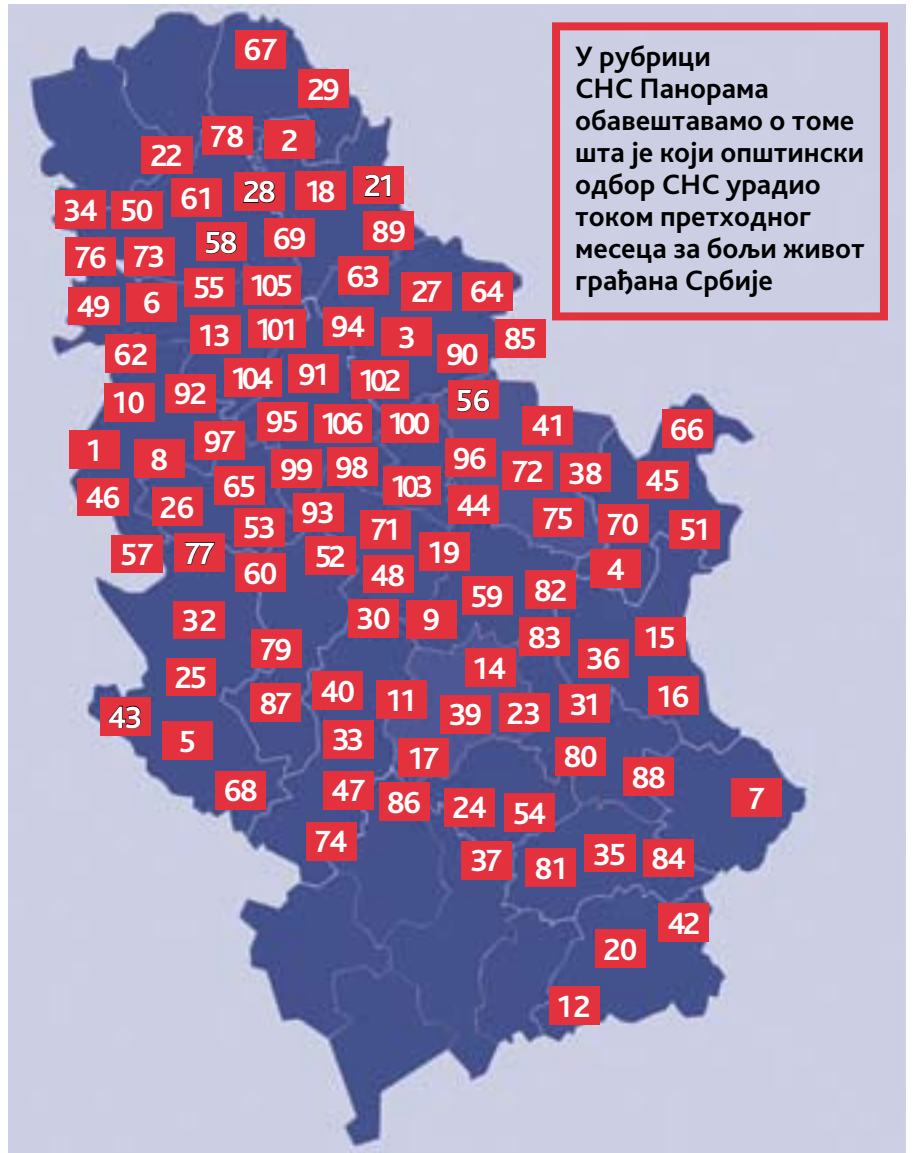 У рубрици
СНС Панорама
обавештавамо о томе
шта је који општински
одбор СНС урадио
током претходног
месеца за бољи живот
грађана Србије
67
29
78 2
22
61 28 18 21
34 50
58 69 89
76 73
55 105 63 27 64
49 6
13 101 94 3 85
62 90
104 91 102
10 92 56
95 106 100 41 66
1 8 97
99 98 96 72 38 45
46 26 65 103 44
53 93 71 75 70 51
57 77 52 19
60 48 59 82 4
32 30 9
79 83 36 15
14
25 87 40 11 39 23 31 16
43
5 33 17 80
68 47 86 24 54 88 7
74 37 81 35 84
42
20
12